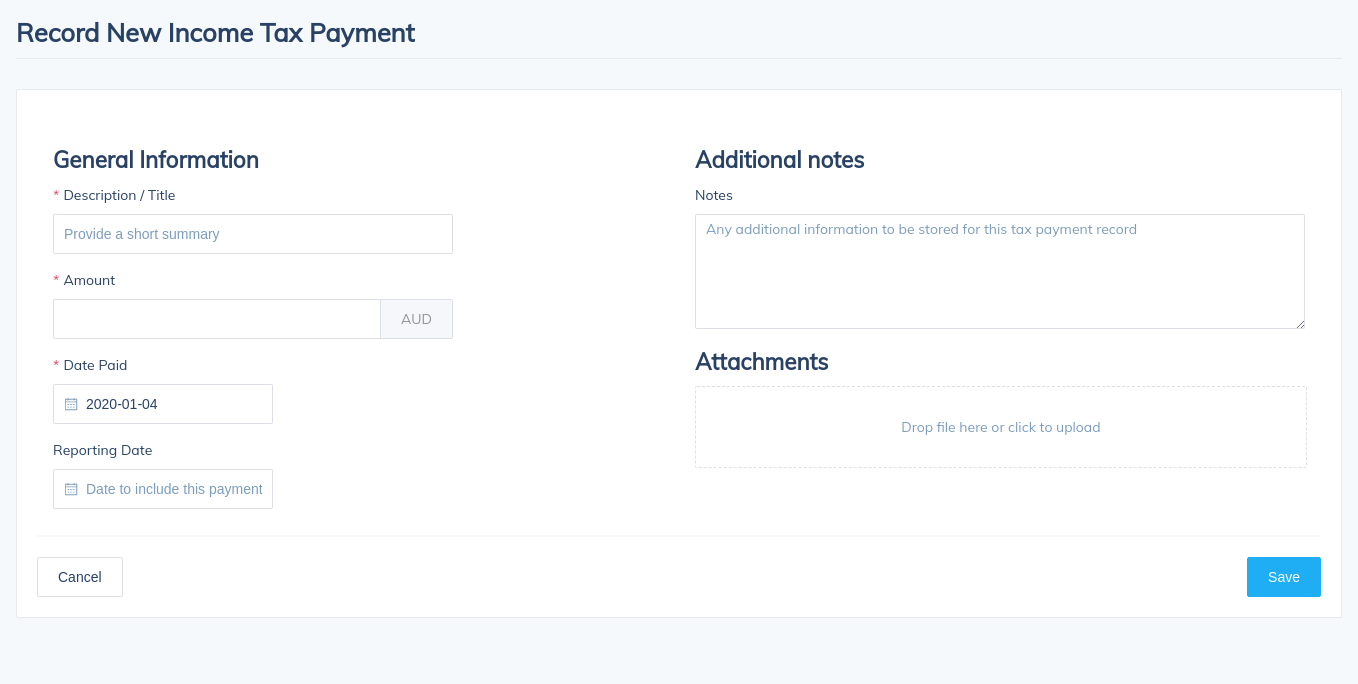 Record New Income Tax Payment
General Information
* Description / Title
Provide a short summary
* Amount
AUD
* Date Paid
2020-01-04
Reporting Date
Date to include this payment
Additional notes
Notes
Any additional information to be stored for this tax payment record
Attachments
Drop file here or click to upload
Cancel
Save